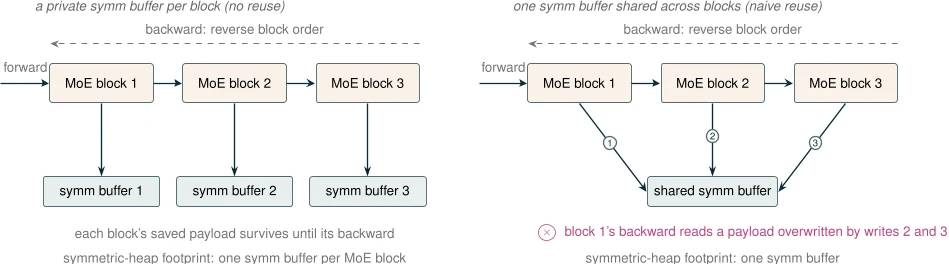 a private symm buffer per block (no reuse)
backward: reverse block order
forward
MoE block 1
MoE block 2
MoE block 3
symm buffer 1
symm buffer 2
symm buffer 3
each block's saved payload survives until its backward
symmetric-heap footprint: one symm buffer per MoE block
one symm buffer shared across blocks (naive reuse)
backward: reverse block order
forward
MoE block 1
MoE block 2
MoE block 3
1
2
3
shared symm buffer
block 1's backward reads a payload overwritten by writes 2 and 3
symmetric-heap footprint: one symm buffer